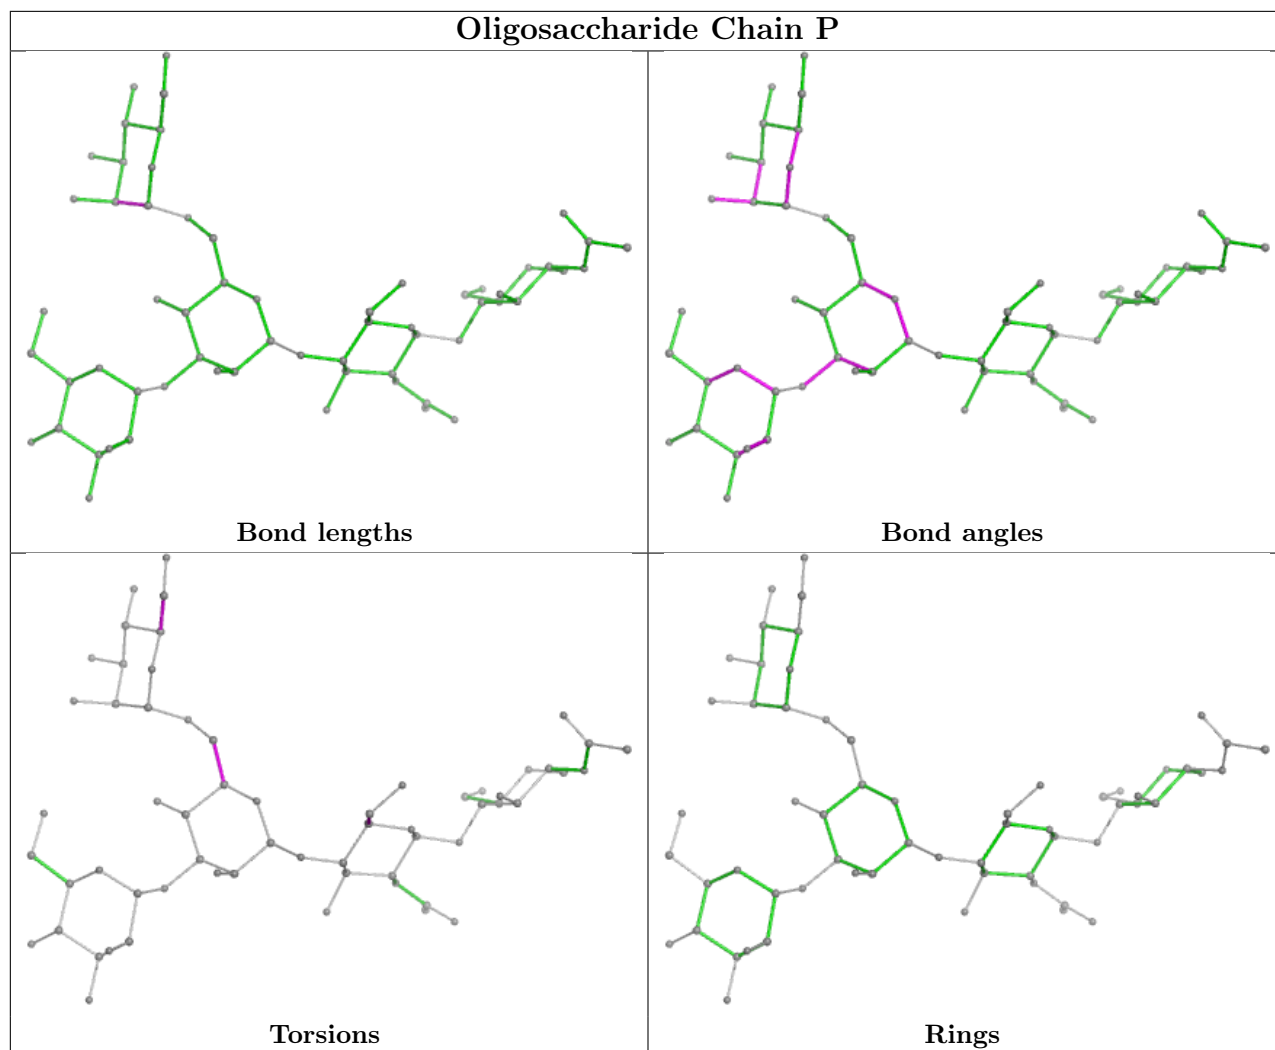 Oligosaccharide Chain P
Bond lengths
Bond angles
Torsions
Rings